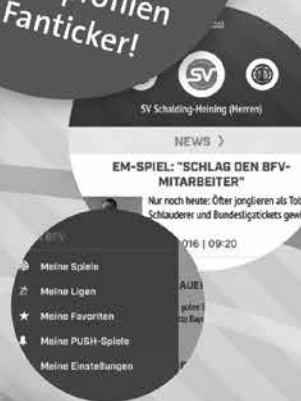 Fanticker!
SV
SV Schalding-Heining (Herren)
NEWS >
EM-SPIEL: "SCHLAG DEN BFV-
MITARBEITER"
Nur noch heute: Öfter jonglieren als Tob
Schlauderer und Bundesligatickets gewi
016 | 09:20
BFV
Meine Spiele
Meine Ligen
Meine Favoriten
Meine PUSH-Spiele
Meine Einstellungen